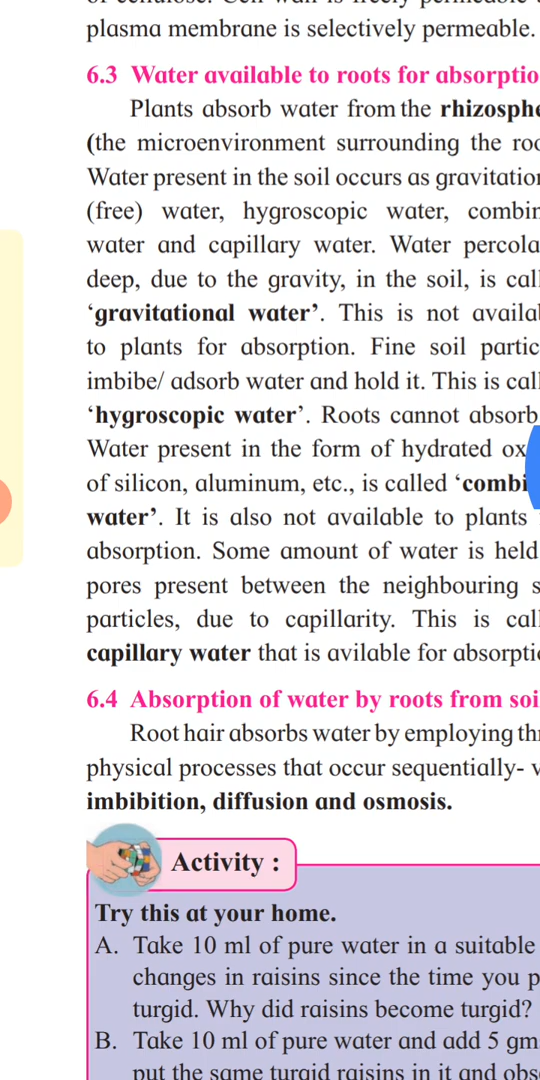 plasma membrane is selectively permeable.
6.3 Water available to roots for absorptio
Plants absorb water from the rhizosphe
(the microenvironment surrounding the roo
Water present in the soil occurs as gravitation
(free) water, hygroscopic water, combin
water and capillary water. Water percola
deep, due to the gravity, in the soil, is call
‘gravitational water’. This is not availab
to plants for absorption. Fine soil partic
imbibe/ adsorb water and hold it. This is call
‘hygroscopic water’. Roots cannot absorb
Water present in the form of hydrated ox
of silicon, aluminum, etc., is called ‘combi
water’. It is also not available to plants
absorption. Some amount of water is held
pores present between the neighbouring s
particles, due to capillarity. This is call
capillary water that is avilable for absorptio
6.4 Absorption of water by roots from soi
Root hair absorbs water by employing thr
physical processes that occur sequentially- v
imbibition, diffusion and osmosis.
Activity :
Try this at your home.
A. Take 10 ml of pure water in a suitable
changes in raisins since the time you p
turgid. Why did raisins become turgid?
B. Take 10 ml of pure water and add 5 gm
put the same turgid raisins in it and obs